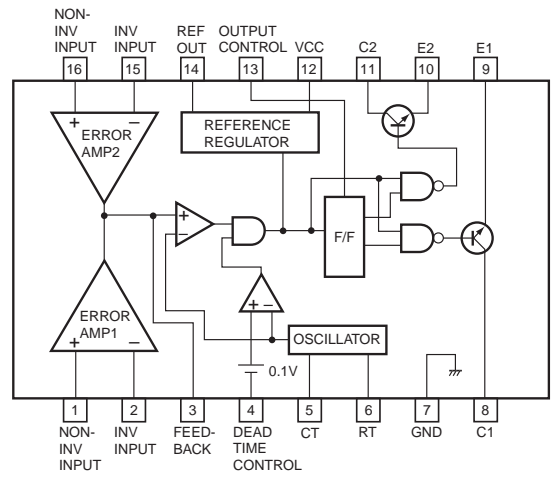 NON-
INV
INPUT
INV
INPUT
REF
OUT
OUTPUT
CONTROL
VCC
C2
E2
E1
16
15
14
13
12
11
10
9
+
−
ERROR
AMP2
REFERENCE
REGULATOR
+
−
F/F
ERROR
AMP1
+
−
+ −
OSCILLATOR
0.1V
1
2
3
4
5
6
7
8
NON-
INV
INPUT
INV
INPUT
FEED-
BACK
DEAD
TIME
CONTROL
CT
RT
GND
C1